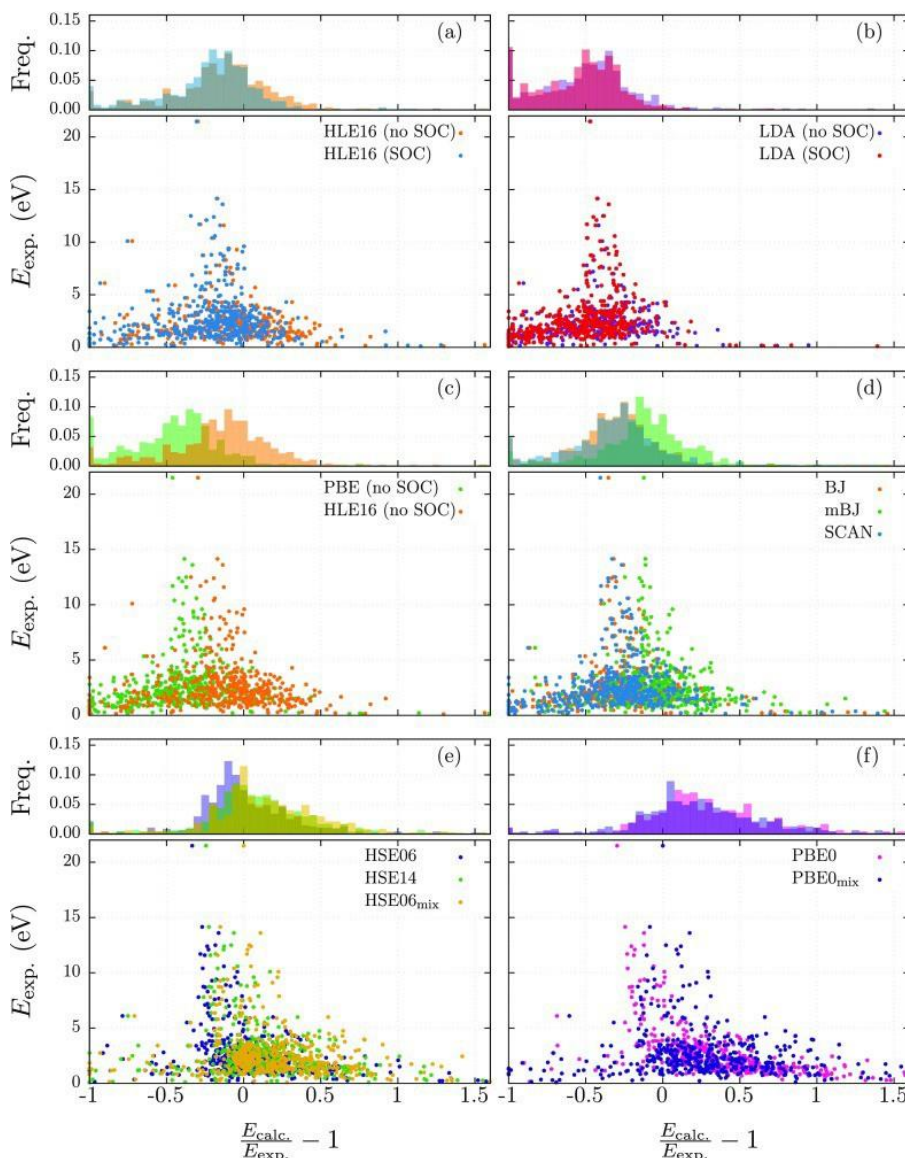 0.15
0.10
0.05
0.00
Freq.
(a)
(b)
20
15
10
5
0
E_exp. (eV)
HLE16 (no SOC)
HLE16 (SOC)
LDA (no SOC)
LDA (SOC)
0.15
0.10
0.05
0.00
Freq.
(c)
(d)
20
15
10
5
0
E_exp. (eV)
PBE (no SOC)
HLE16 (no SOC)
BJ
mBJ
SCAN
0.15
0.10
0.05
0.00
Freq.
(e)
(f)
20
15
10
5
0
E_exp. (eV)
HSE06
HSE14
HSE06_mix
PBE0
PBE0_mix
-1 -0.5 0 0.5 1 1.5
-1 -0.5 0 0.5 1 1.5
E_calc./E_exp. − 1
E_calc./E_exp. − 1